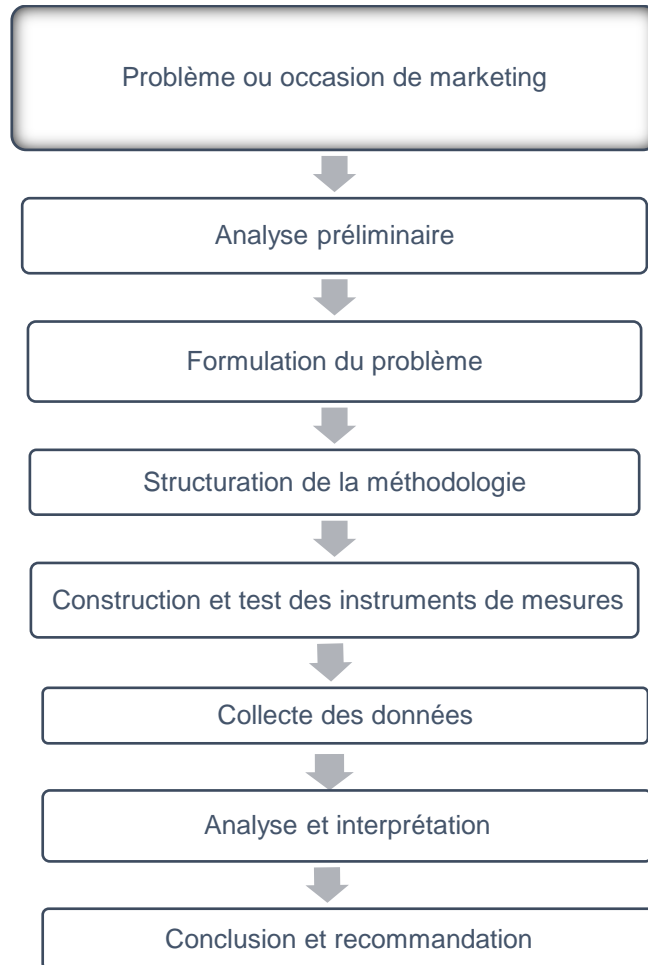 Problème ou occasion de marketing
Analyse préliminaire
Formulation du problème
Structuration de la méthodologie
Construction et test des instruments de mesures
Collecte des données
Analyse et interprétation
Conclusion et recommandation